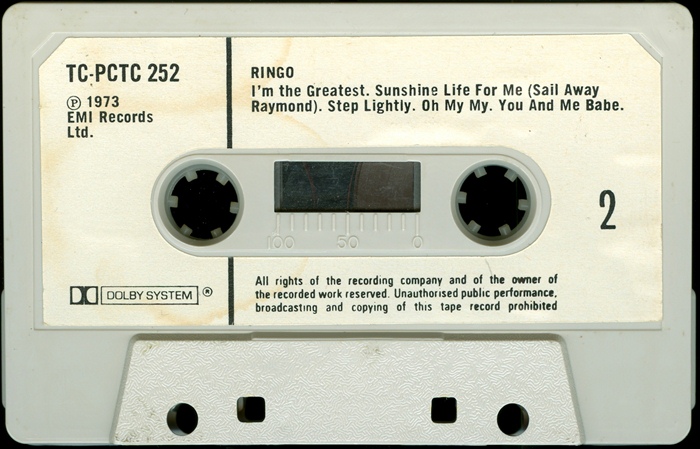 TC-PCTC 252
Ⓟ 1973
EMI Records
Ltd.
RINGO
I'm the Greatest. Sunshine Life For Me (Sail Away
Raymond). Step Lightly. Oh My My. You And Me Babe.
2
100 50 0
DOLBY SYSTEM ®
All rights of the recording company and of the owner of
the recorded work reserved. Unauthorised public performance,
broadcasting and copying of this tape record prohibited